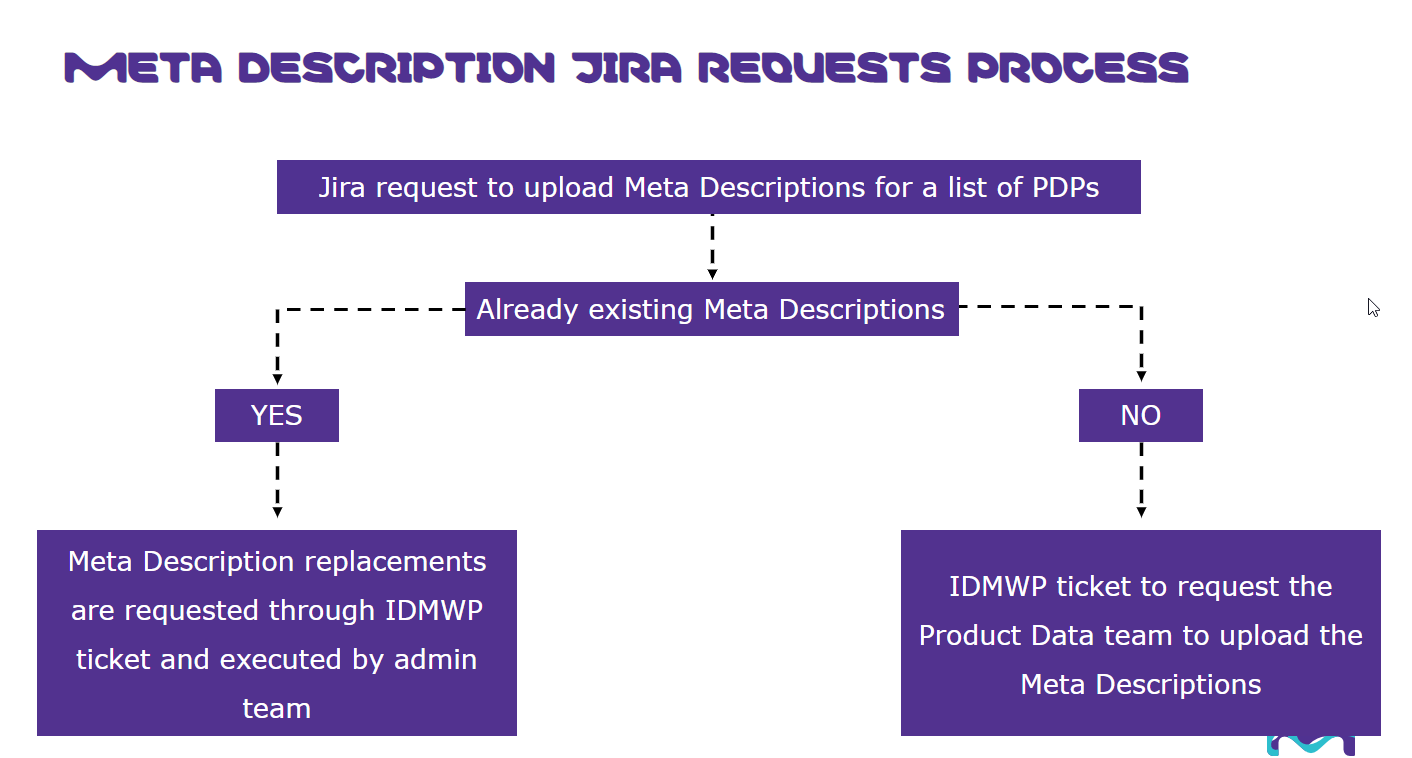 META DESCRIPTION JIRA REQUESTS PROCESS
Jira request to upload Meta Descriptions for a list of PDPs
Already existing Meta Descriptions
YES
NO
Meta Description replacements
are requested through IDMWP
ticket and executed by admin
team
IDMWP ticket to request the
Product Data team to upload the
Meta Descriptions